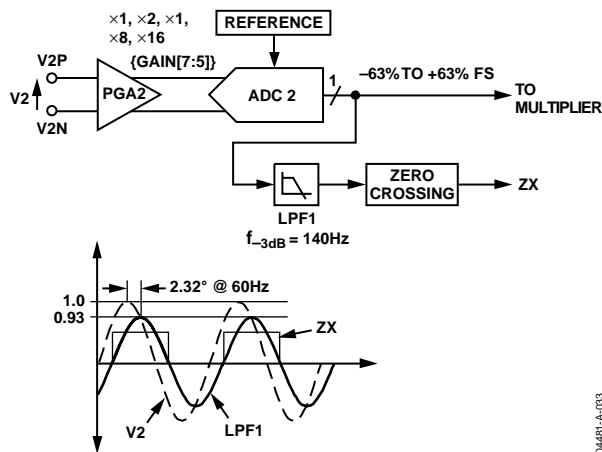 ×1, ×2, ×1,
×8, ×16
{GAIN[7:5]}
REFERENCE
V2P
V2
V2N
PGA2
ADC 2
1
–63% TO +63% FS
TO
MULTIPLIER
LPF1
f–3dB = 140Hz
ZERO
CROSSING
ZX
2.32° @ 60Hz
1.0
0.93
ZX
V2
LPF1
04481-A-033